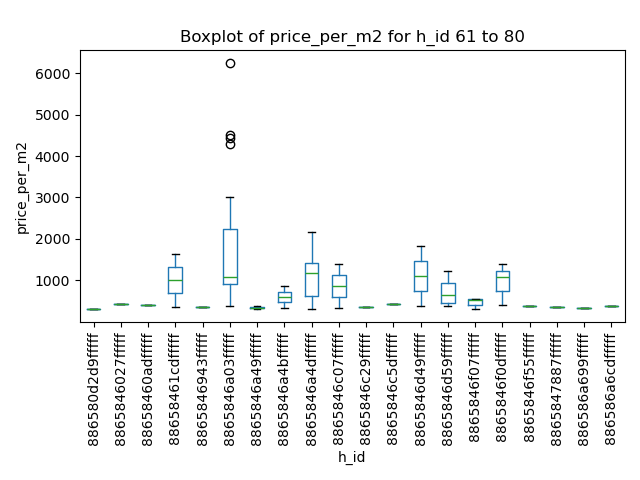 Boxplot of price_per_m2 for h_id 61 to 80
price_per_m2
6000
5000
4000
3000
2000
1000
886580d2d9fffff
8865846027fffff
88658460adfffff
88658461cdfffff
8865846943fffff
8865846a03fffff
8865846a49fffff
8865846a4bfffff
8865846a4dfffff
8865846c07fffff
8865846c29fffff
8865846c5dfffff
8865846d49fffff
8865846d59fffff
8865846f07fffff
8865846f0dfffff
8865846f55fffff
8865847887fffff
886586a699fffff
886586a6cdfffff
h_id